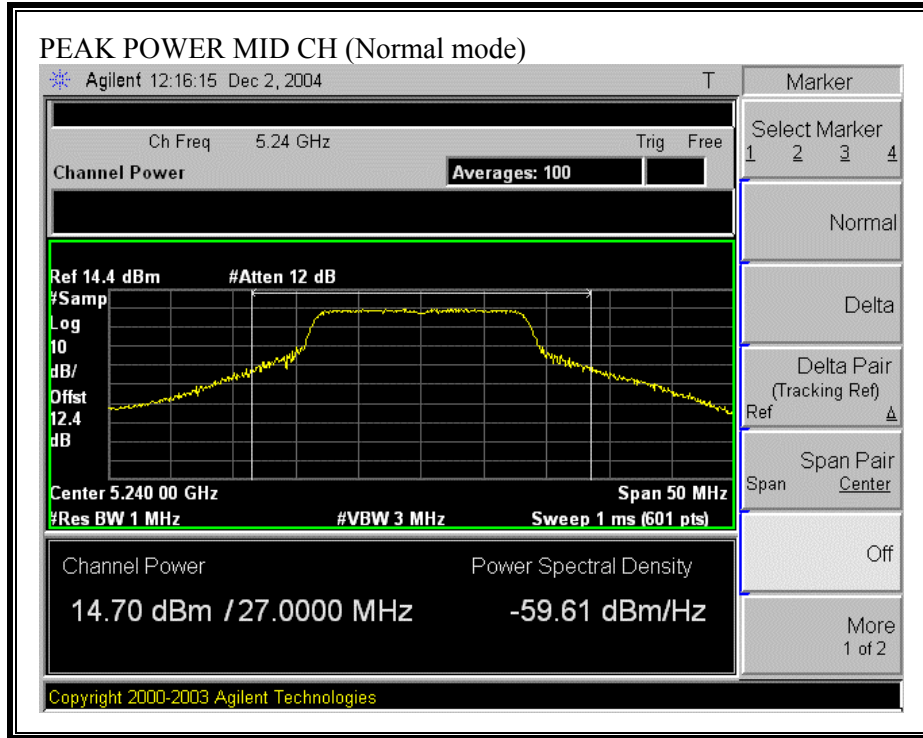 PEAK POWER MID CH (Normal mode)
Agilent 12:16:15 Dec 2, 2004 T
Marker
Ch Freq 5.24 GHz Trig Free
Channel Power Averages: 100
Select Marker
1 2 3 4
Normal
Delta
Delta Pair
(Tracking Ref)
Ref Δ
Span Pair
Span Center
Off
More
1 of 2
Ref 14.4 dBm #Atten 12 dB
#Samp
Log
10
dB/
Offst
12.4
dB
Center 5.240 00 GHz Span 50 MHz
#Res BW 1 MHz #VBW 3 MHz Sweep 1 ms (601 pts)
Channel Power Power Spectral Density
14.70 dBm / 27.0000 MHz -59.61 dBm/Hz
Copyright 2000-2003 Agilent Technologies